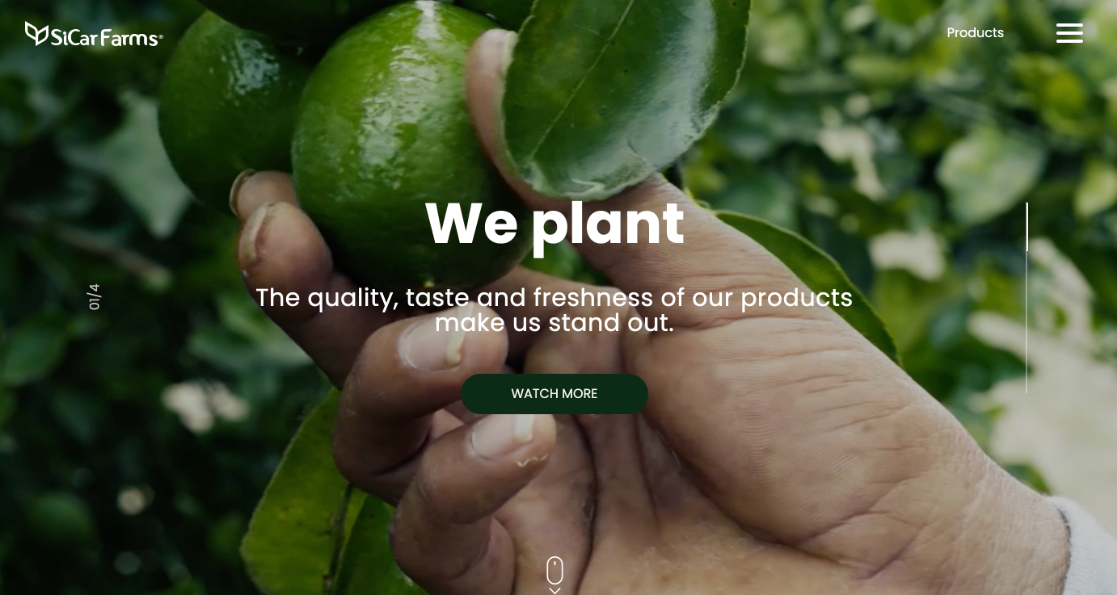 SiCarFarms®
Products
We plant
01/4
The quality, taste and freshness of our products
make us stand out.
WATCH MORE